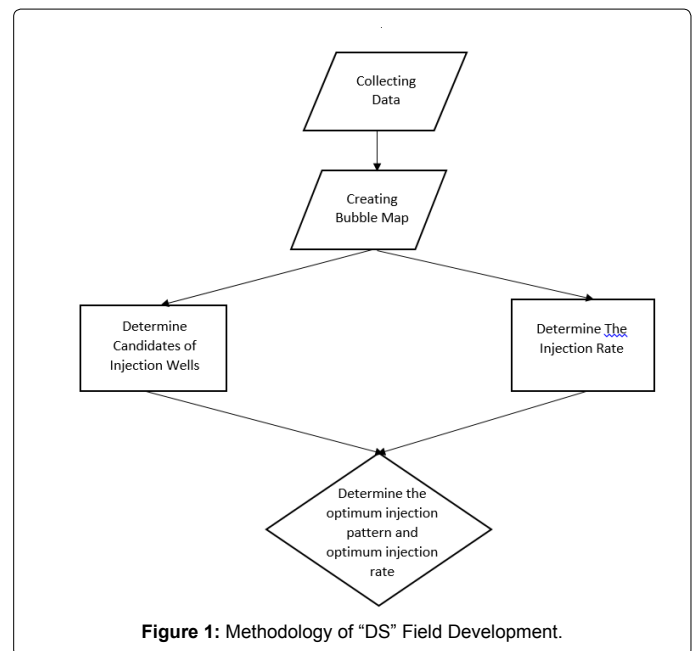 Collecting
Data
Creating
Bubble Map
Determine
Candidates of
Injection Wells
Determine The
Injection Rate
Determine the
optimum injection
pattern and
optimum injection
rate
Figure 1: Methodology of “DS” Field Development.